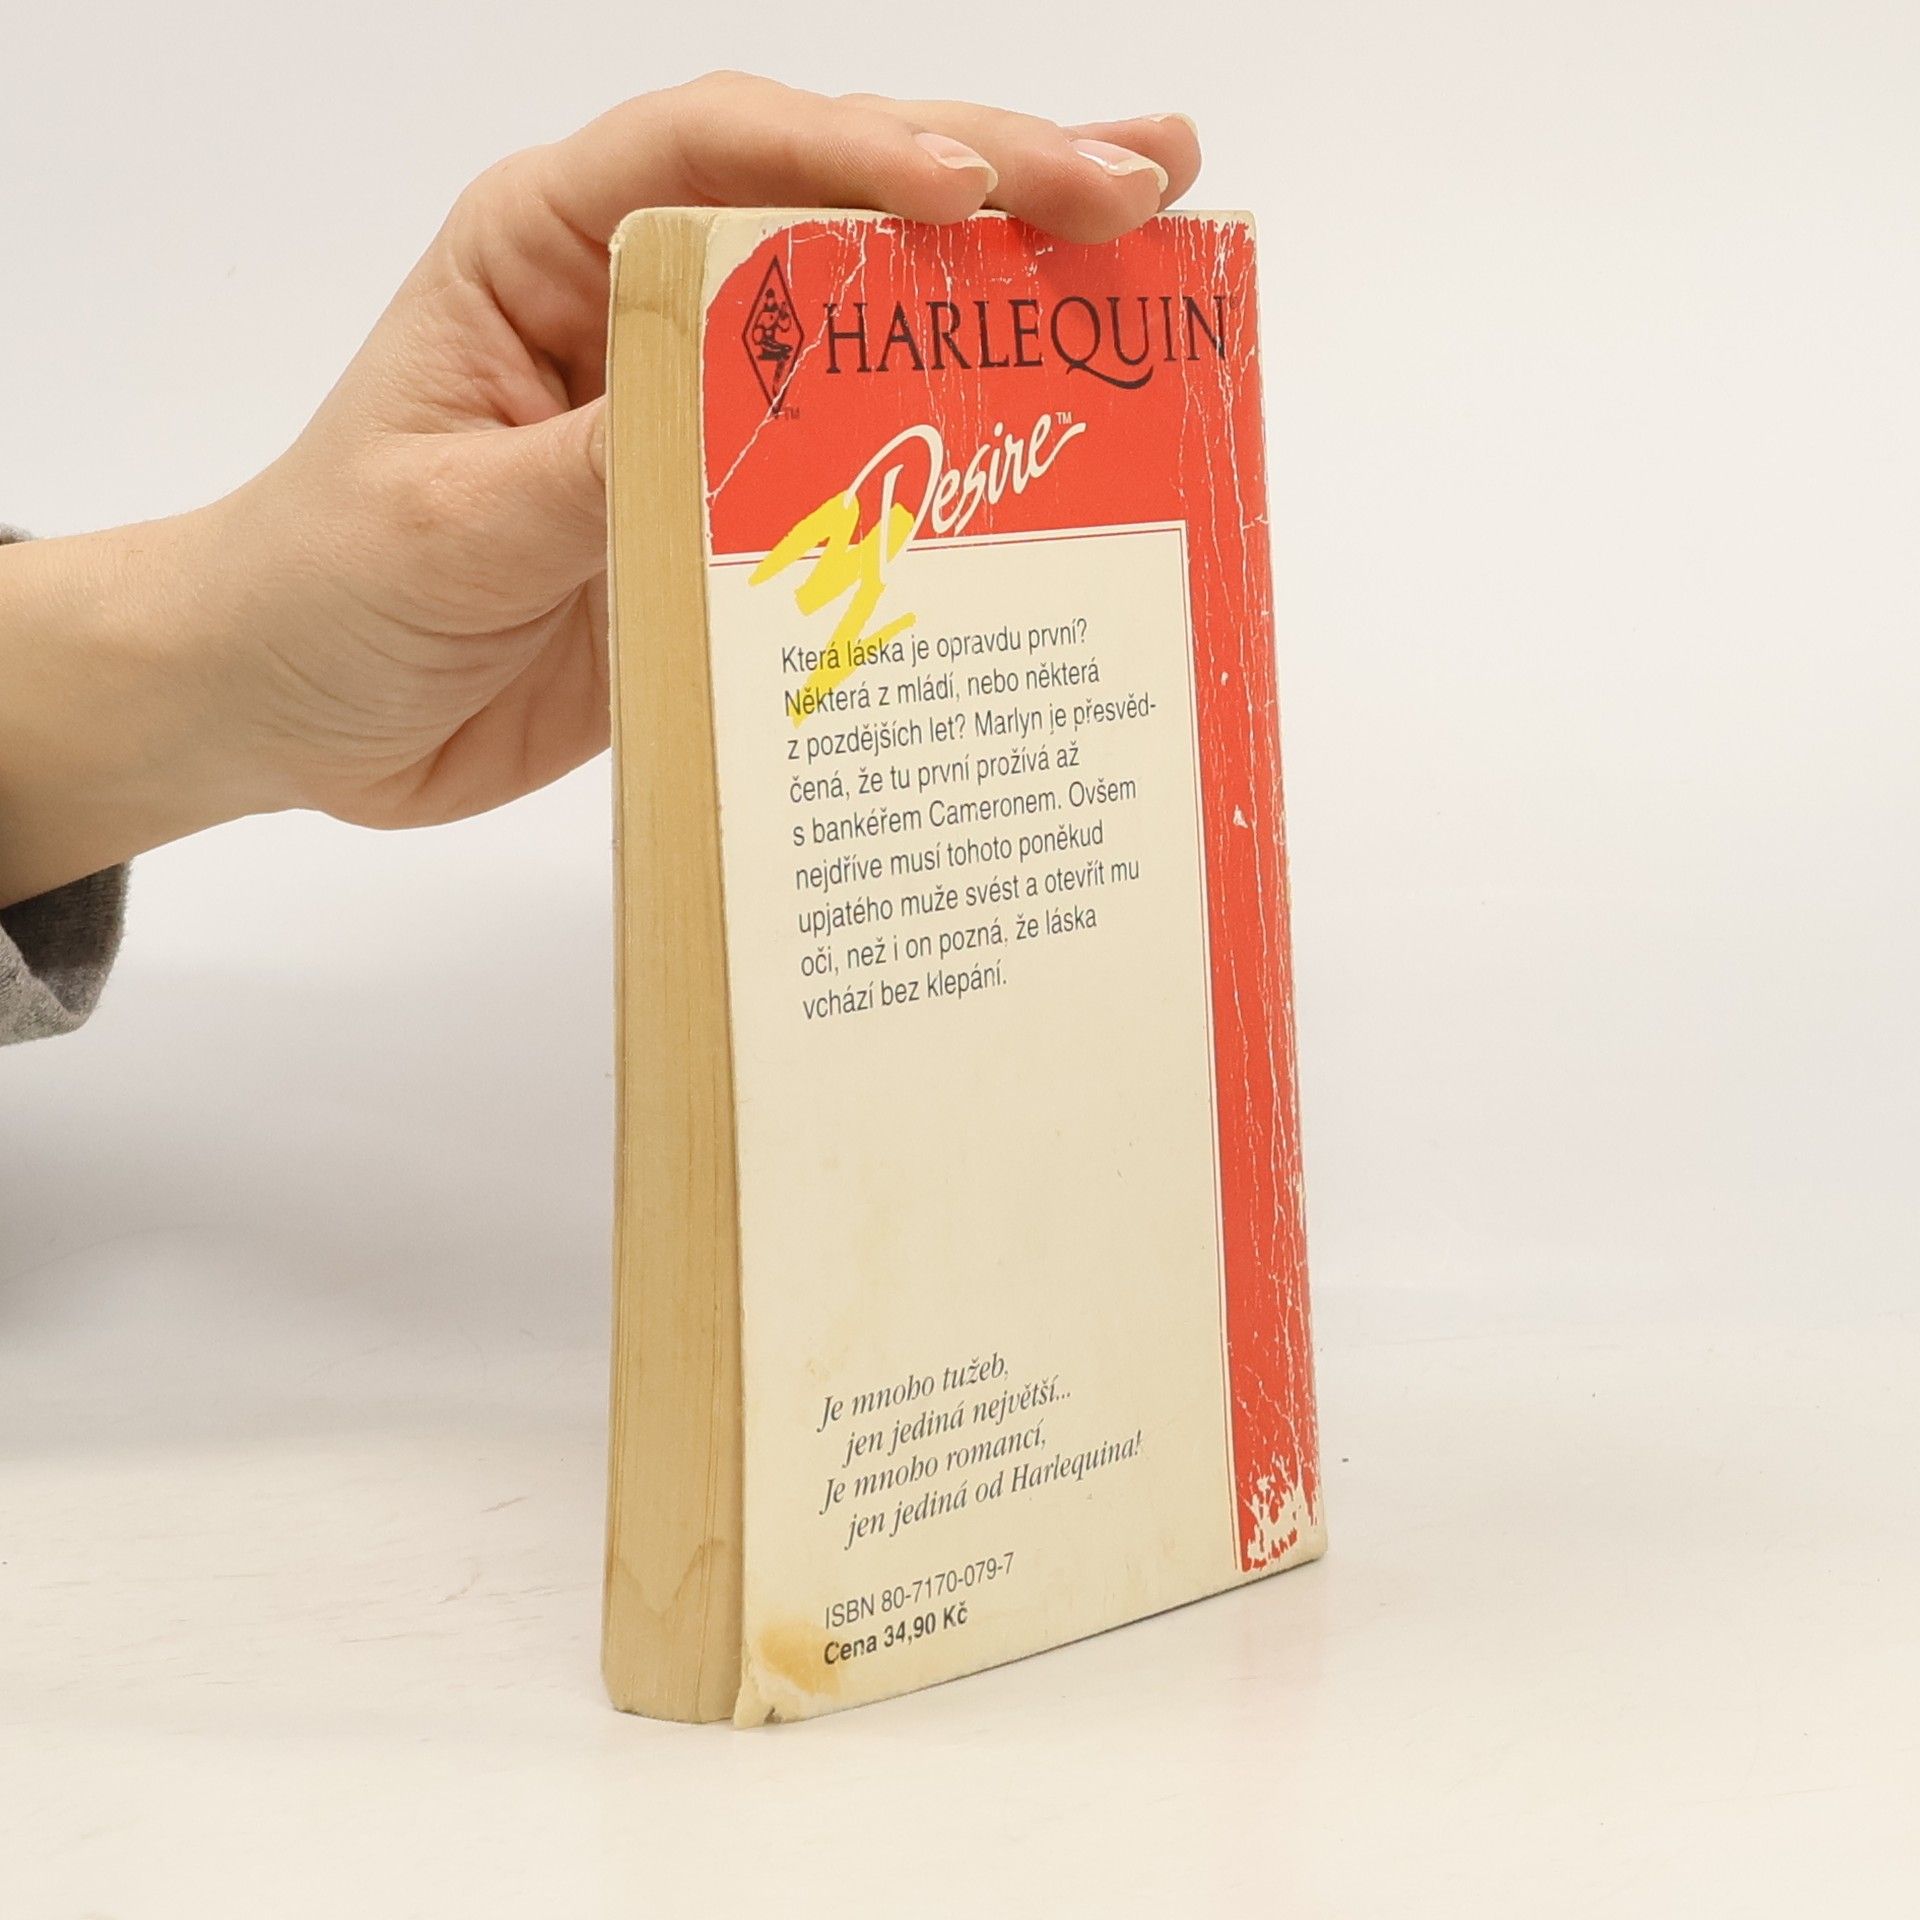 HARLEQUIN
TM
Desire™
Která láska je opravdu první?
Některá z mládí, nebo některá
z pozdějších let? Marlyn je přesvěd-
čená, že tu první prožívá až
s bankéřem Cameronem. Ovšem
nejdříve musí tohoto poněkud
upjatého muže svést a otevřít mu
oči, než i on pozná, že láska
vchází bez klepání.
Je mnoho tužeb,
jen jediná největší...
Je mnoho romancí,
jen jediná od Harlequina!
ISBN 80-7170-079-7
Cena 34,90 Kč